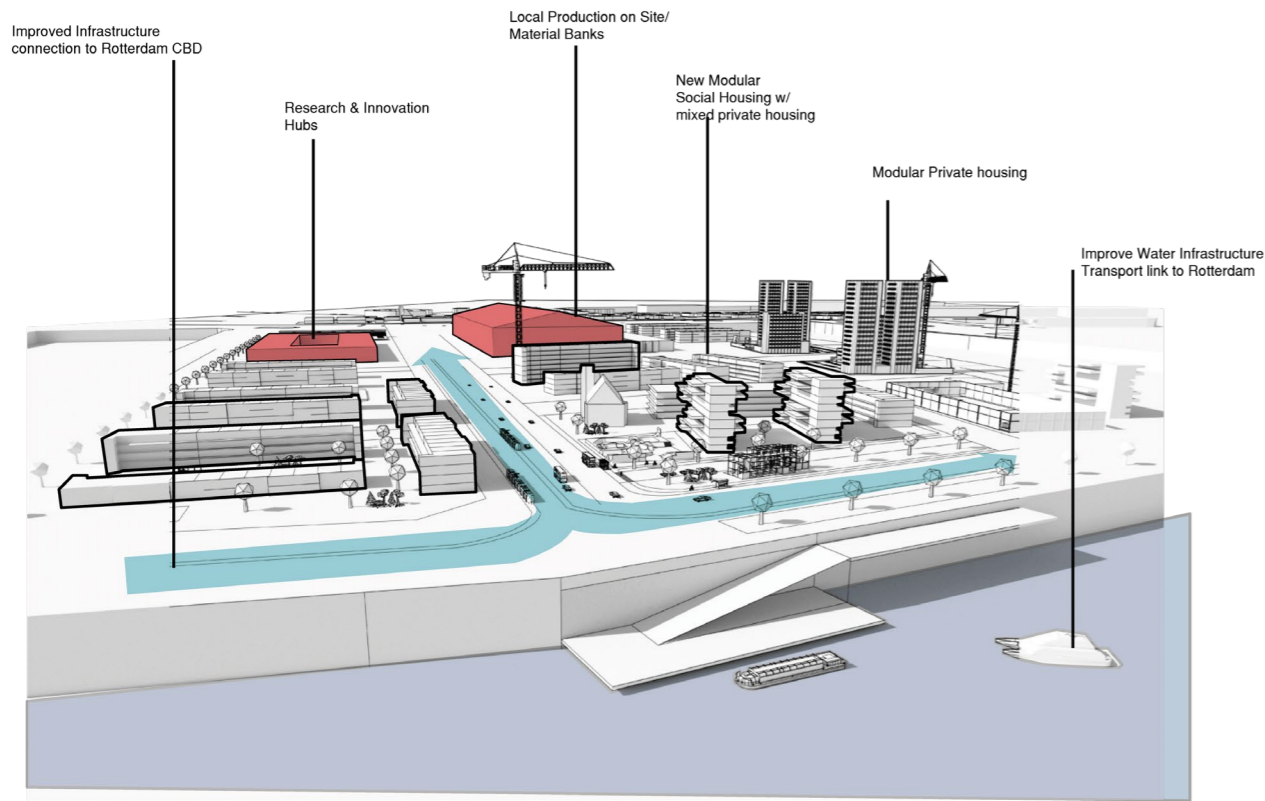 Improved Infrastructure
connection to Rotterdam CBD
Research & Innovation
Hubs
Local Production on Site/
Material Banks
New Modular
Social Housing w/
mixed private housing
Modular Private housing
Improve Water Infrastructure
Transport link to Rotterdam